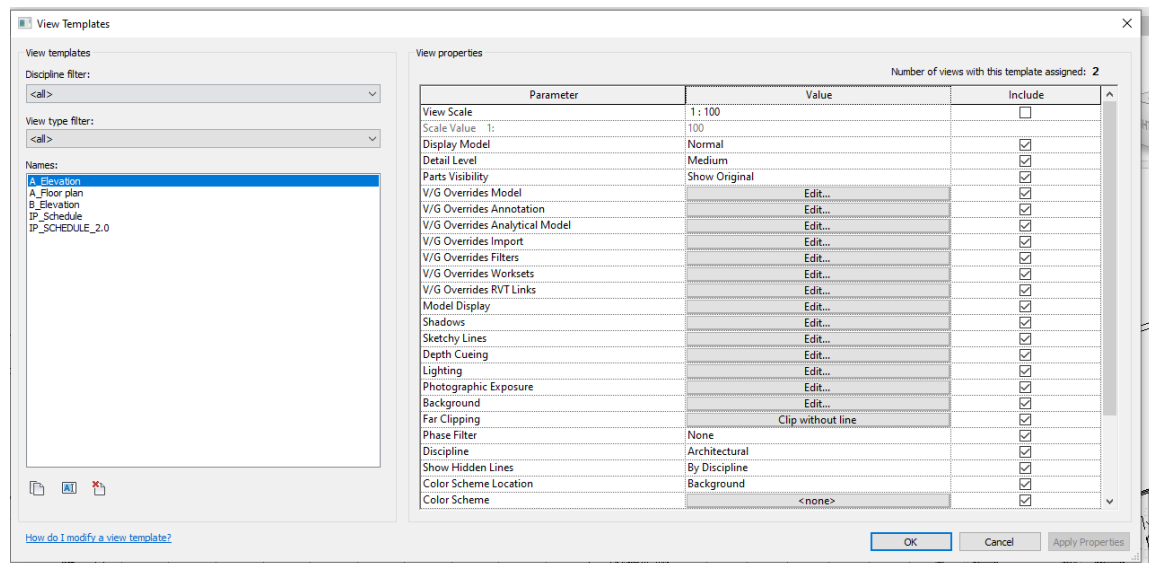 View Templates
View templates
Discipline filter:
<all>
View type filter:
<all>
Names:
A_Elevation
A_Floor plan
B_Elevation
IP_Schedule
IP_SCHEDULE_2.0
How do I modify a view template?
View properties
Number of views with this template assigned: 2
Parameter Value Include
View Scale 1 : 100
Scale Value 1: 100
Display Model Normal
Detail Level Medium
Parts Visibility Show Original
V/G Overrides Model Edit...
V/G Overrides Annotation Edit...
V/G Overrides Analytical Model Edit...
V/G Overrides Import Edit...
V/G Overrides Filters Edit...
V/G Overrides Worksets Edit...
V/G Overrides RVT Links Edit...
Model Display Edit...
Shadows Edit...
Sketchy Lines Edit...
Depth Cueing Edit...
Lighting Edit...
Photographic Exposure Edit...
Background Edit...
Far Clipping Clip without line
Phase Filter None
Discipline Architectural
Show Hidden Lines By Discipline
Color Scheme Location Background
Color Scheme <none>
OK Cancel Apply Properties